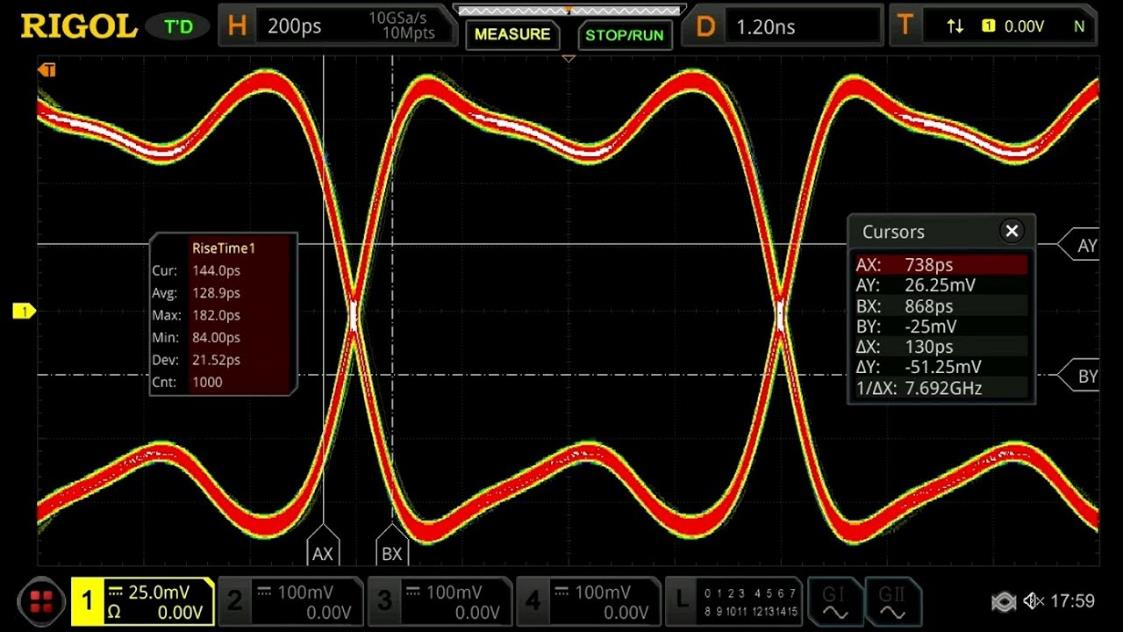 RIGOL T'D H 200ps 10GSa/s 10Mpts MEASURE STOP/RUN D 1.20ns T 1 0.00V N
T
RiseTime1
Cur: 144.0ps
Avg: 128.9ps
Max: 182.0ps
Min: 84.00ps
Dev: 21.52ps
Cnt: 1000
1
Cursors
AX: 738ps
AY: 26.25mV
BX: 868ps
BY: -25mV
ΔX: 130ps
ΔY: -51.25mV
1/ΔX: 7.692GHz
AY
BY
AX BX
1 25.0mV Ω 0.00V
2 100mV 0.00V
3 100mV 0.00V
4 100mV 0.00V
L 0 1 2 3 4 5 6 7
8 9 10 11 12 13 14 15
GI GII
17:59